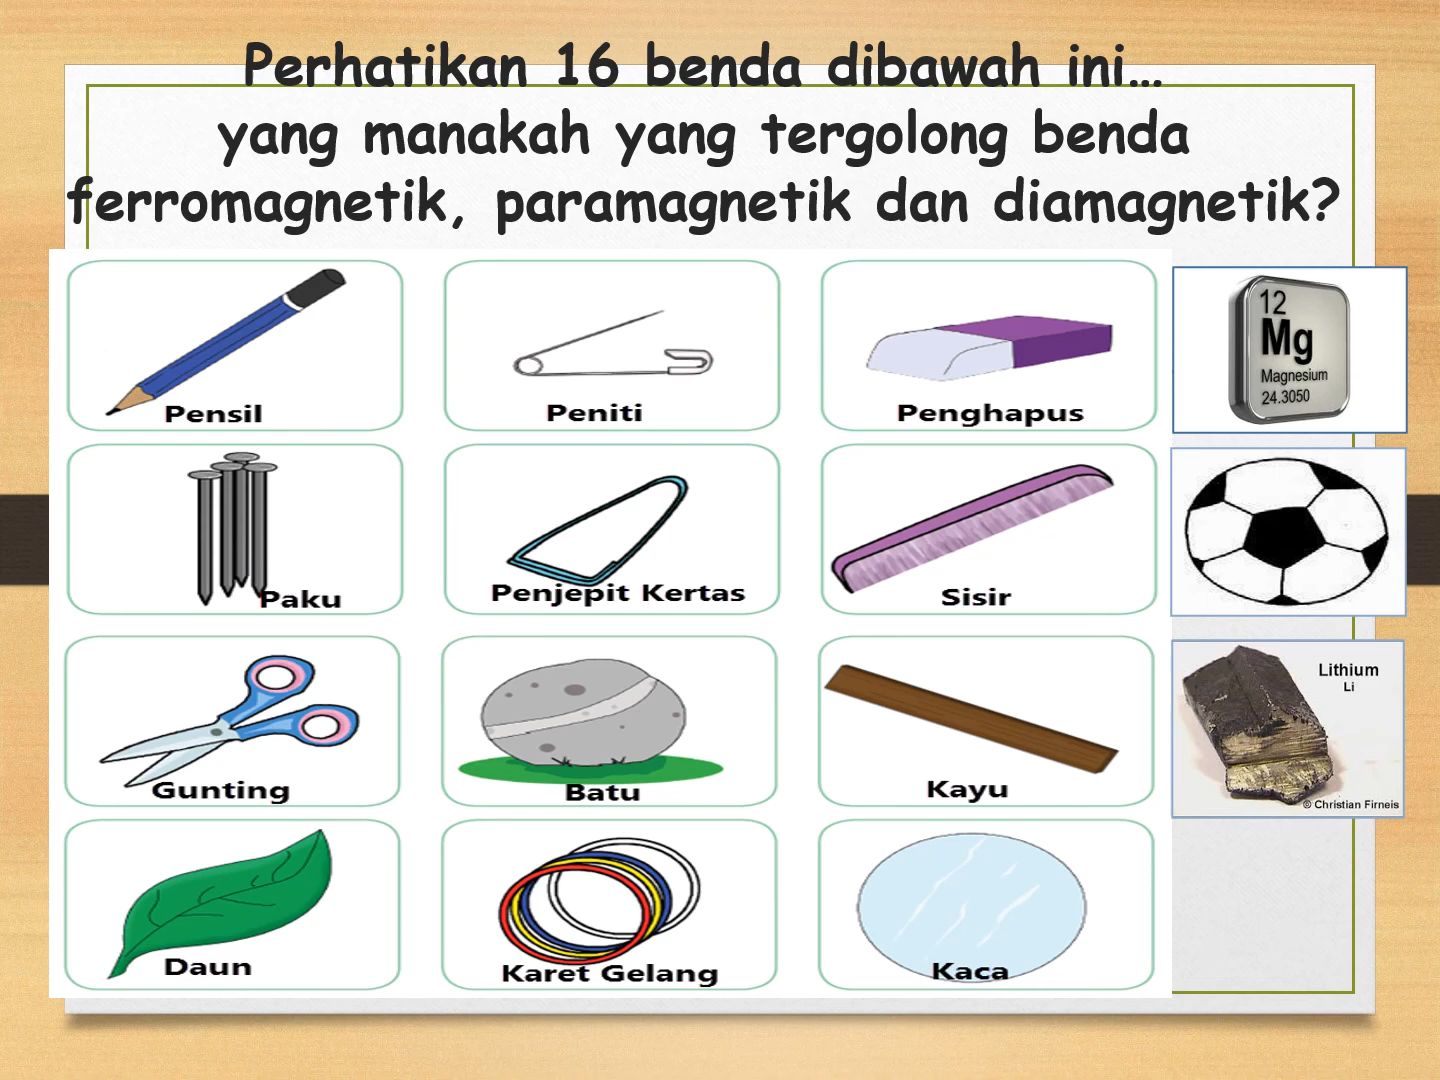 Perhatikan 16 benda dibawah ini...
yang manakah yang tergolong benda
ferromagnetik, paramagnetik dan diamagnetik?
Pensil
Peniti
Penghapus
12
Mg
Magnesium
24.3050
Paku
Penjepit Kertas
Sisir
Gunting
Batu
Kayu
Lithium
Li
© Christian Firneis
Daun
Karet Gelang
Kaca